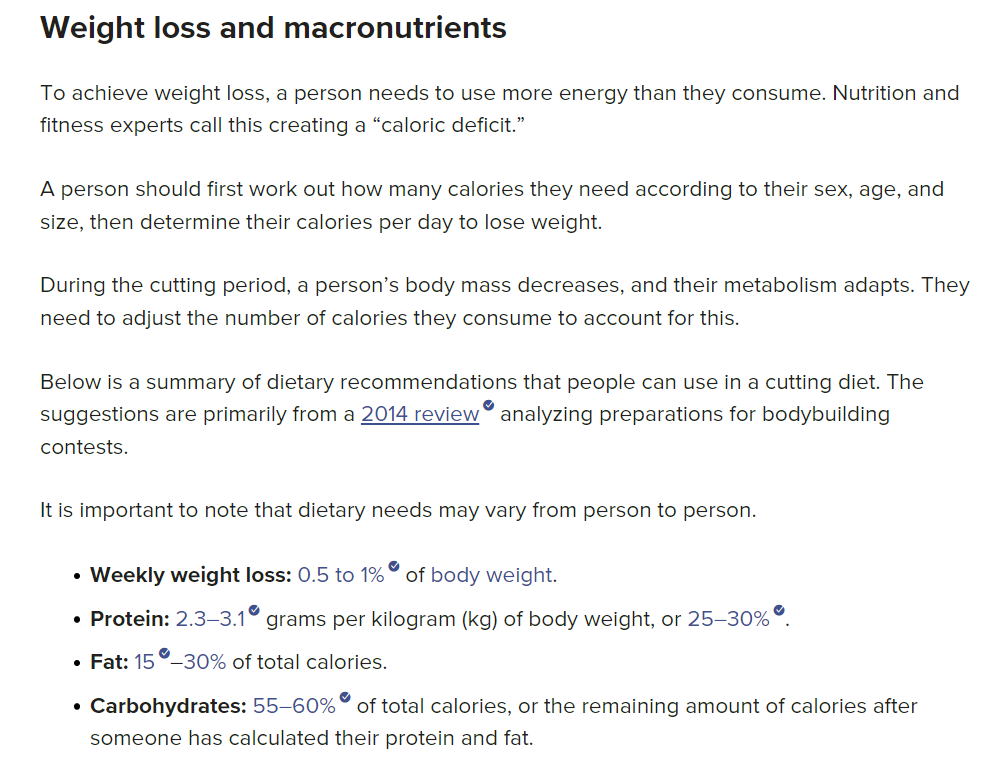 Weight loss and macronutrients
To achieve weight loss, a person needs to use more energy than they consume. Nutrition and
fitness experts call this creating a “caloric deficit.”
A person should first work out how many calories they need according to their sex, age, and
size, then determine their calories per day to lose weight.
During the cutting period, a person’s body mass decreases, and their metabolism adapts. They
need to adjust the number of calories they consume to account for this.
Below is a summary of dietary recommendations that people can use in a cutting diet. The
suggestions are primarily from a 2014 review analyzing preparations for bodybuilding
contests.
It is important to note that dietary needs may vary from person to person.
• Weekly weight loss: 0.5 to 1% of body weight.
• Protein: 2.3–3.1 grams per kilogram (kg) of body weight, or 25–30%.
• Fat: 15–30% of total calories.
• Carbohydrates: 55–60% of total calories, or the remaining amount of calories after
someone has calculated their protein and fat.